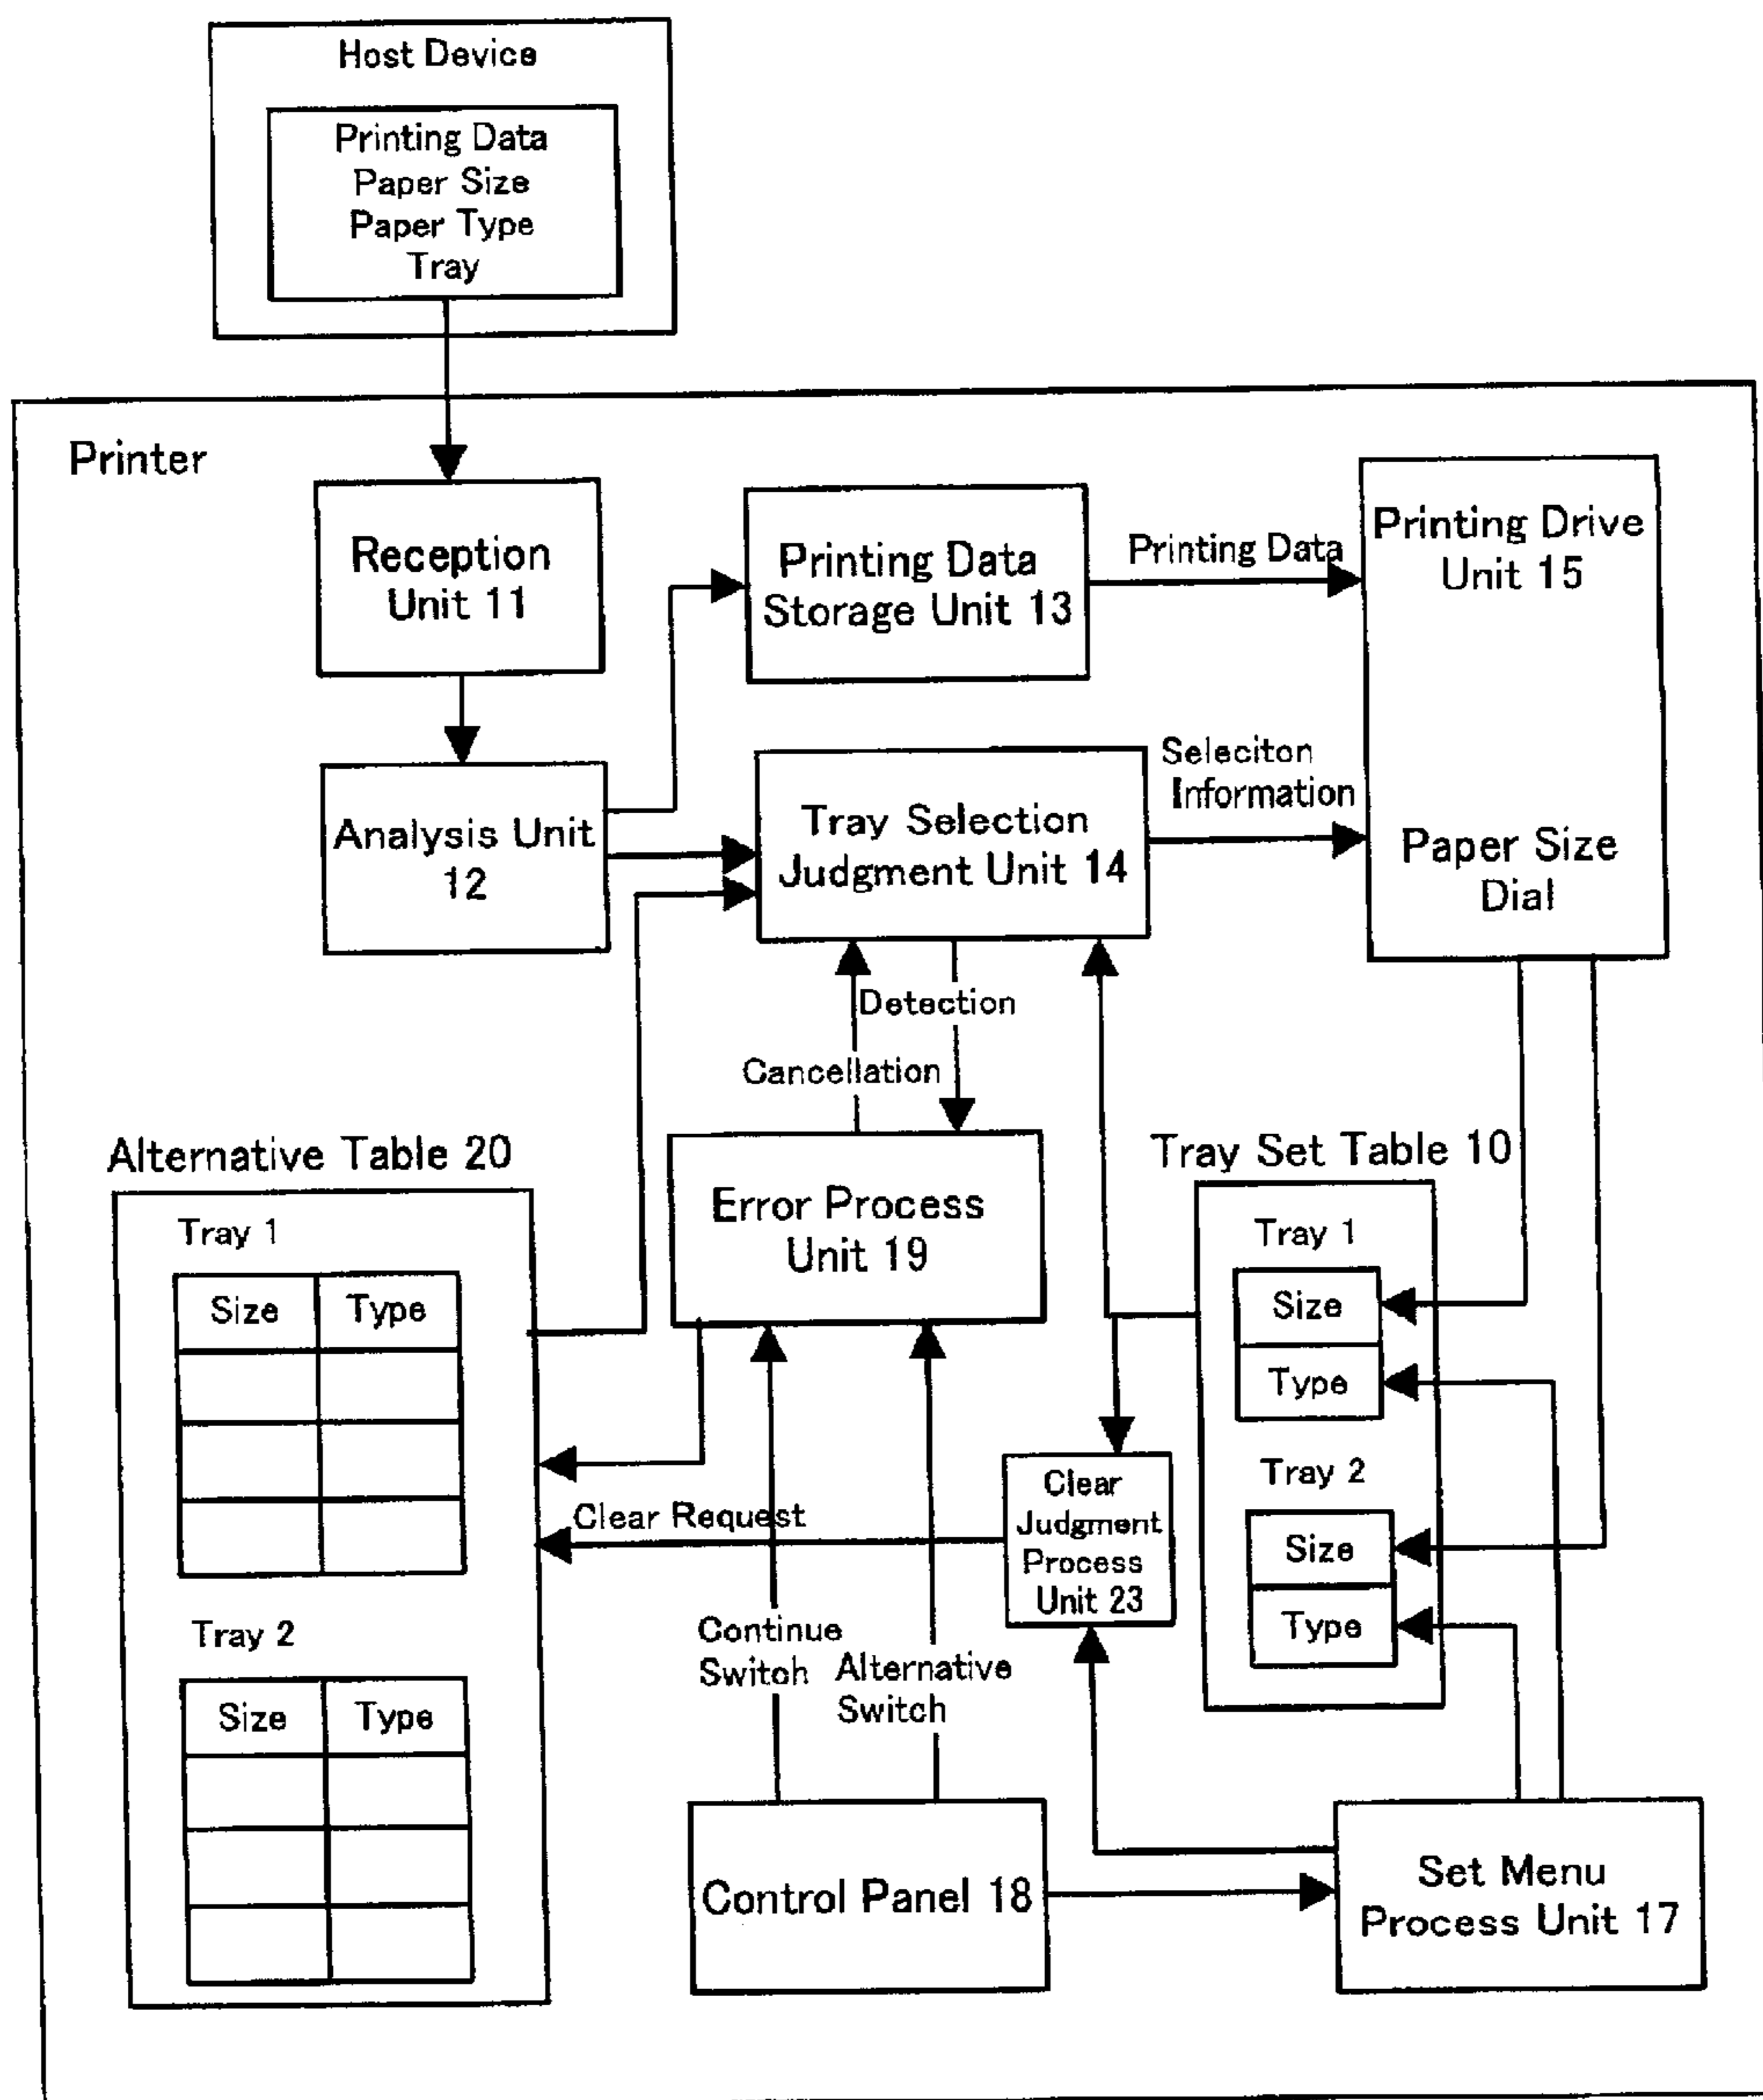 Host Device
Printing Data
Paper Size
Paper Type
Tray
Printer
Reception
Unit 11
Printing Data
Storage Unit 13
Printing Data
Printing Drive
Unit 15
Analysis Unit
12
Tray Selection
Judgment Unit 14
Seleciton
Information
Paper Size
Dial
Detection
Cancellation
Alternative Table 20
Tray 1
Size Type
Tray 2
Size Type
Error Process
Unit 19
Tray Set Table 10
Tray 1
Size
Type
Tray 2
Size
Type
Clear
Judgment
Process
Unit 23
Clear Request
Continue
Switch
Alternative
Switch
Control Panel 18
Set Menu
Process Unit 17